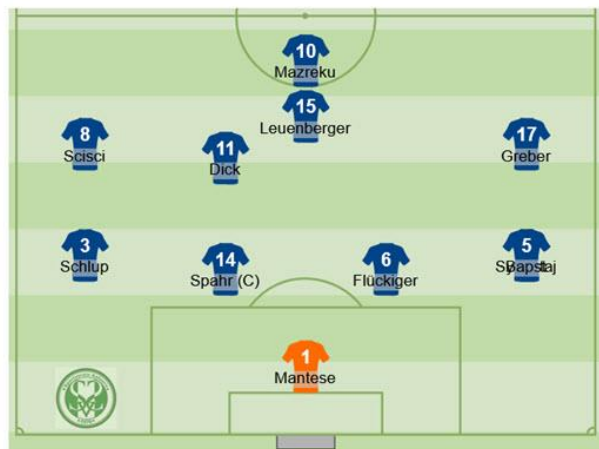 10
Mazreku
15
Leuenberger
8
Scisci
11
Dick
17
Greber
3
Schlup
14
Spahr (C)
6
Flückiger
5
1
Mantese